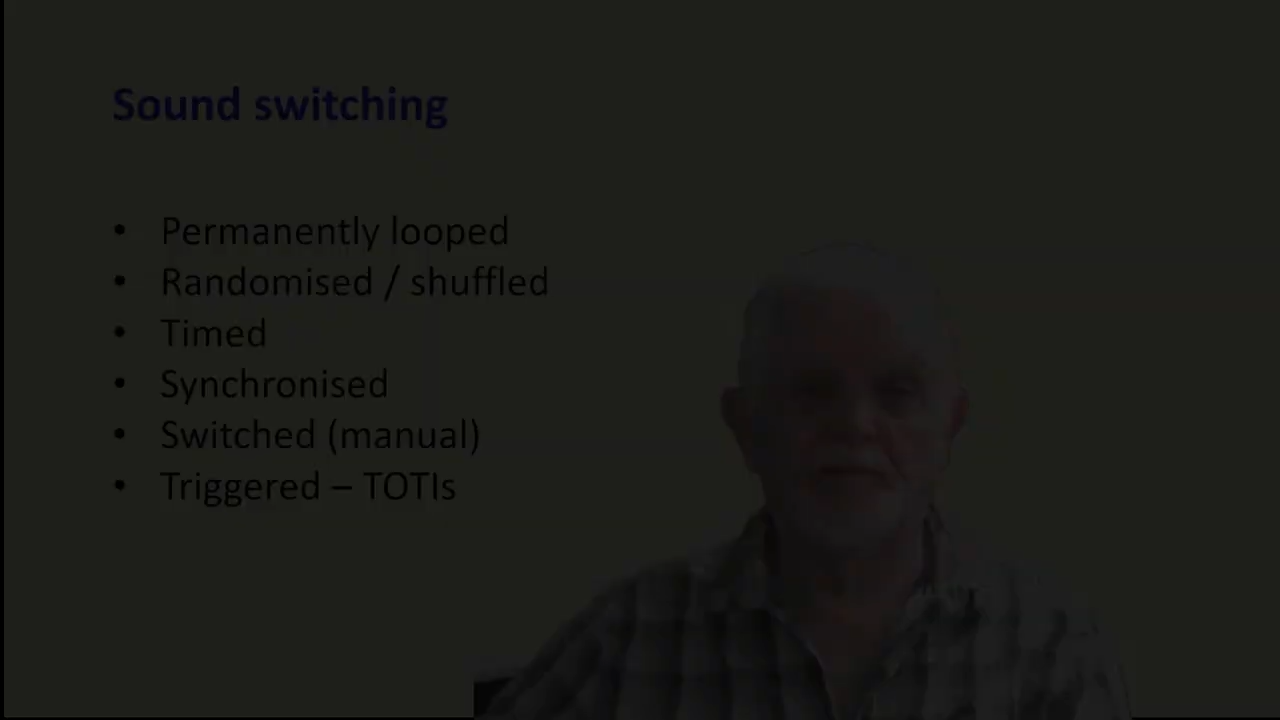 Sound switching
• Permanently looped
• Randomised / shuffled
• Timed
• Synchronised
• Switched (manual)
• Triggered – TOTIs